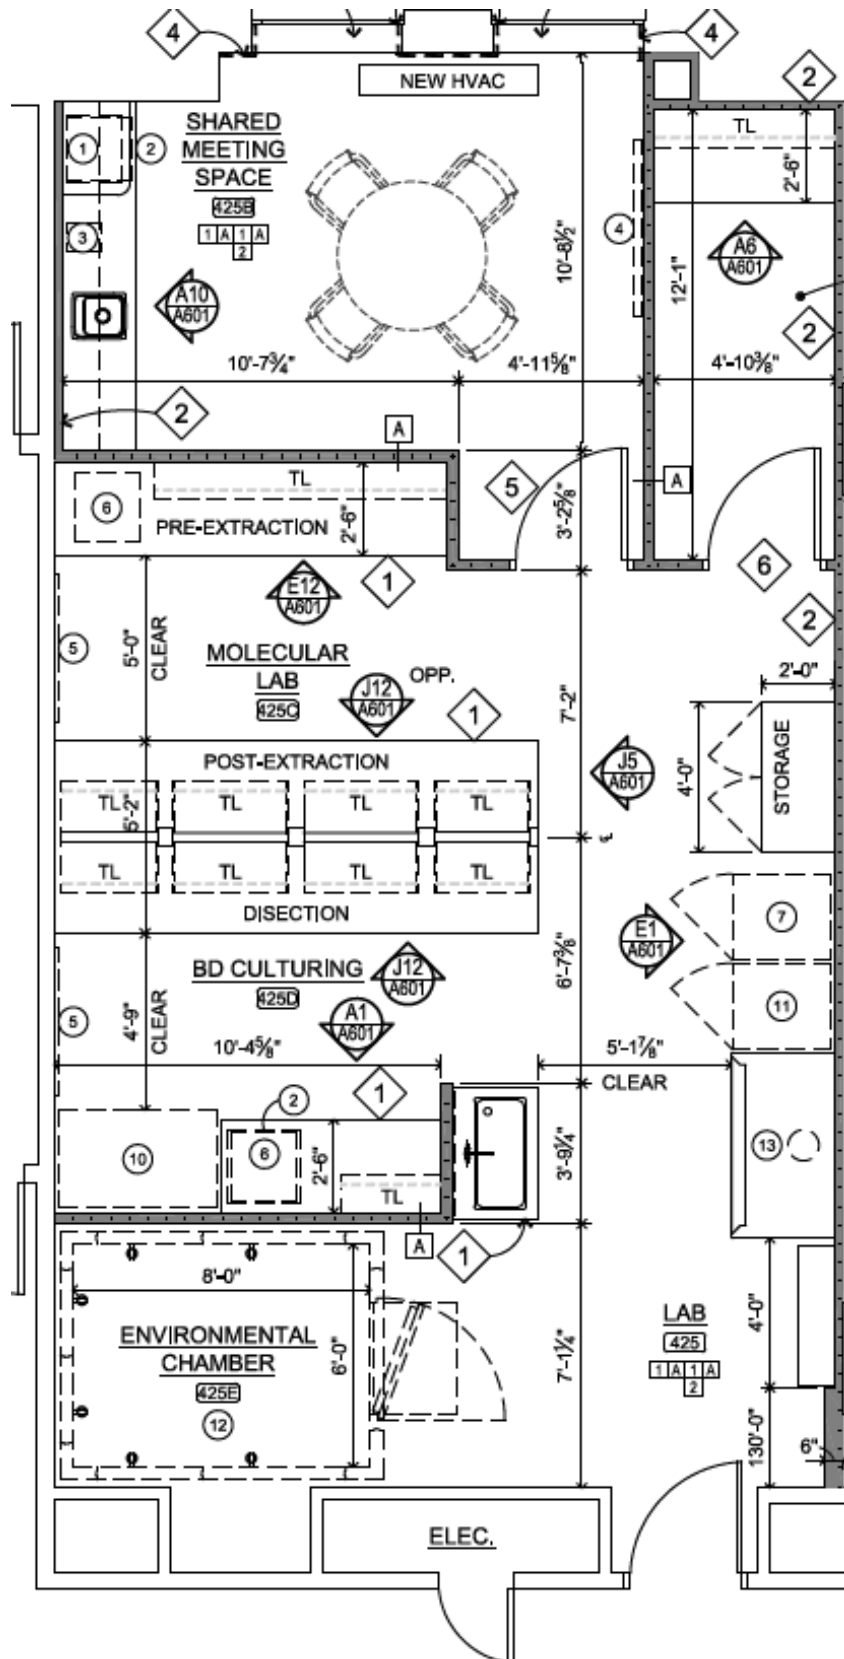 4
4
NEW HVAC
2
TL
SHARED
MEETING
SPACE
425B
1 A 1 A
2
1
2
3
4
2'-6"
A6
A601
A10
A601
10'-8½"
12'-1"
2
10'-7¾"
4'-11⅝"
4'-10⅜"
2
A
TL
6
PRE-EXTRACTION
2'-6"
5
3'-2⅝"
A
E12
A601
1
6
2
5
5'-0"
CLEAR
MOLECULAR
LAB
425C
J12
A601
OPP.
1
7'-2"
2'-0"
4'-0"
STORAGE
J5
A601
POST-EXTRACTION
TL
TL
TL
TL
5'-2"
TL
TL
TL
TL
DISECTION
℄
7
E1
A601
6'-7⅜"
BD CULTURING
425D
J12
A601
A1
A601
5
4'-9"
CLEAR
11
10'-4⅝"
5'-1⅞"
CLEAR
1
2
10
6
2'-6"
TL
3'-9¼"
13
A
1
8'-0"
ENVIRONMENTAL
CHAMBER
425E
12
6'-0"
7'-1¼"
LAB
425
1 A 1 A
2
4'-0"
130'-0"
6"
ELEC.